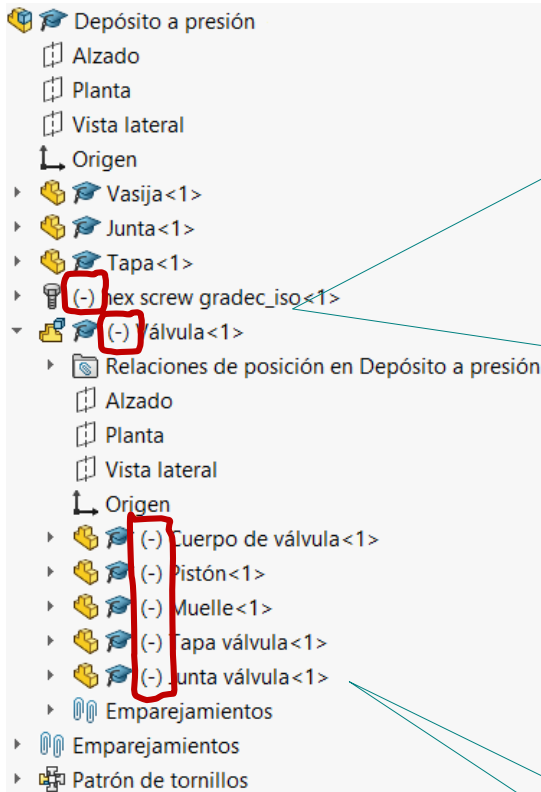 Depósito a presión
Alzado
Planta
Vista lateral
Origen
Vasija<1>
Junta<1>
Tapa<1>
(-) hex screw gradec_iso<1>
(-) Válvula<1>
Relaciones de posición en Depósito a presión
Alzado
Planta
Vista lateral
Origen
(-) Cuerpo de válvula<1>
(-) Pistón<1>
(-) Muelle<1>
(-) Tapa válvula<1>
(-) Junta válvula<1>
Emparejamientos
Emparejamientos
Patrón de tornillos